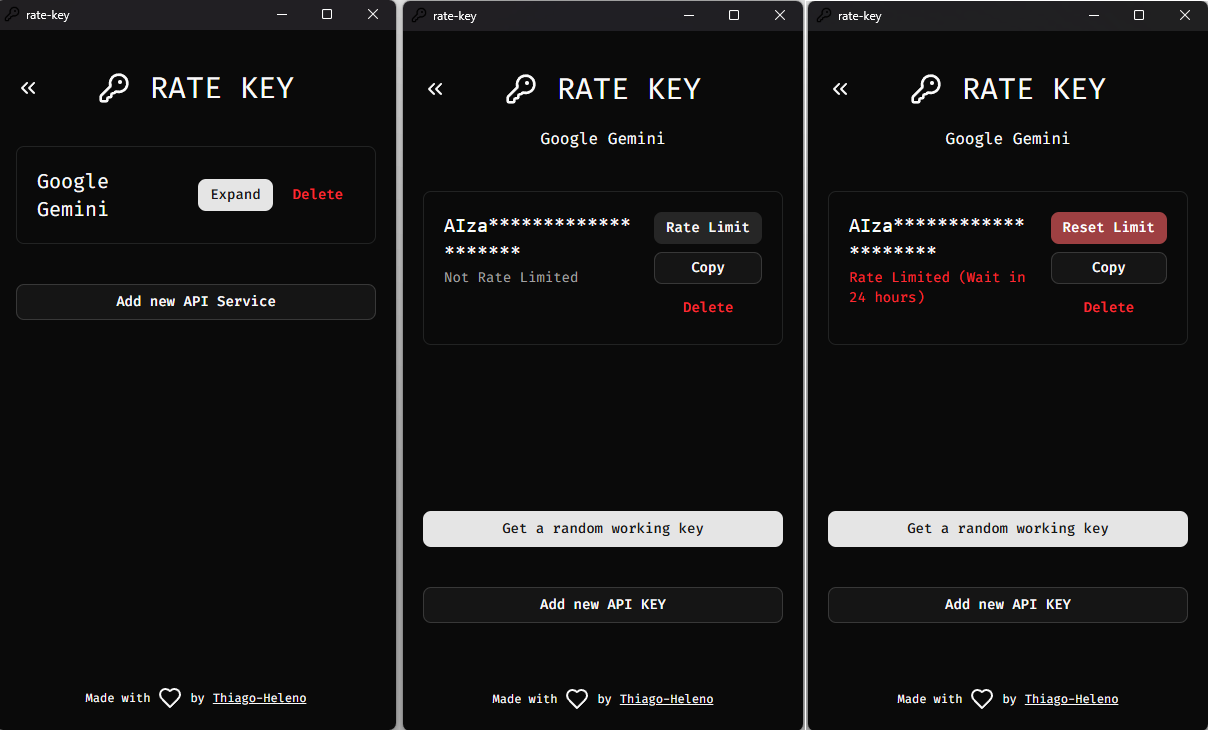 rate-key
RATE KEY
Google
Gemini
Expand
Delete
Add new API Service
Made with by Thiago-Heleno
rate-key
RATE KEY
Google Gemini
AIza*************
*******
Not Rate Limited
Rate Limit
Copy
Delete
Get a random working key
Add new API KEY
Made with by Thiago-Heleno
rate-key
RATE KEY
Google Gemini
AIza************
********
Rate Limited (Wait in
24 hours)
Reset Limit
Copy
Delete
Get a random working key
Add new API KEY
Made with by Thiago-Heleno